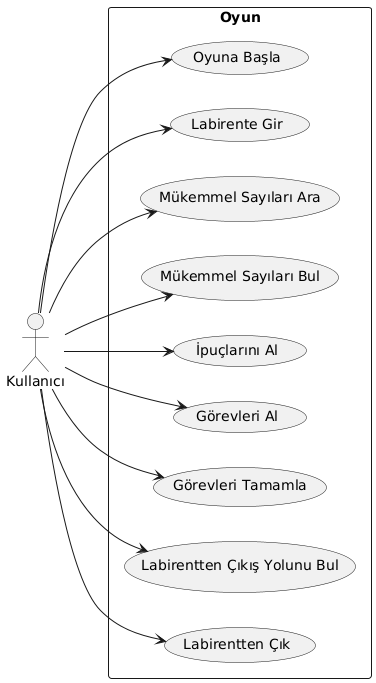 Oyun
Oyuna Başla
Labirente Gir
Mükemmel Sayıları Ara
Mükemmel Sayıları Bul
İpuçlarını Al
Kullanıcı
Görevleri Al
Görevleri Tamamla
Labirentten Çıkış Yolunu Bul
Labirentten Çık